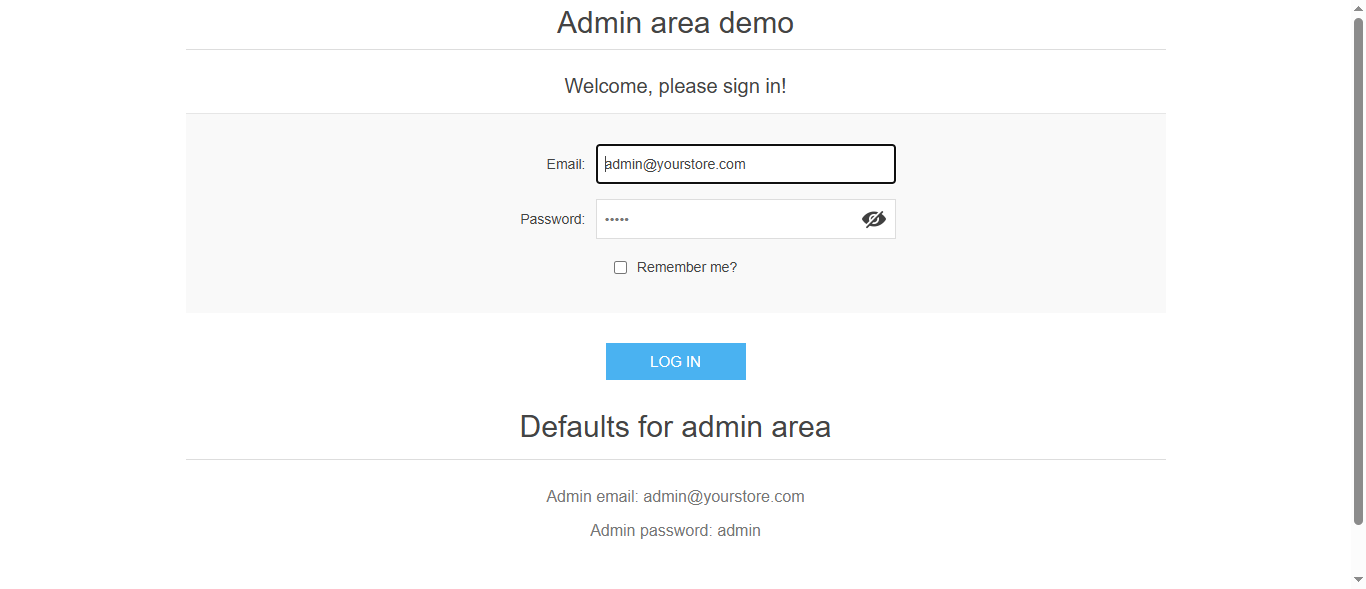 Admin area demo
Welcome, please sign in!
Email: admin@yourstore.com
Password: •••••
Remember me?
LOG IN
Defaults for admin area
Admin email: admin@yourstore.com
Admin password: admin